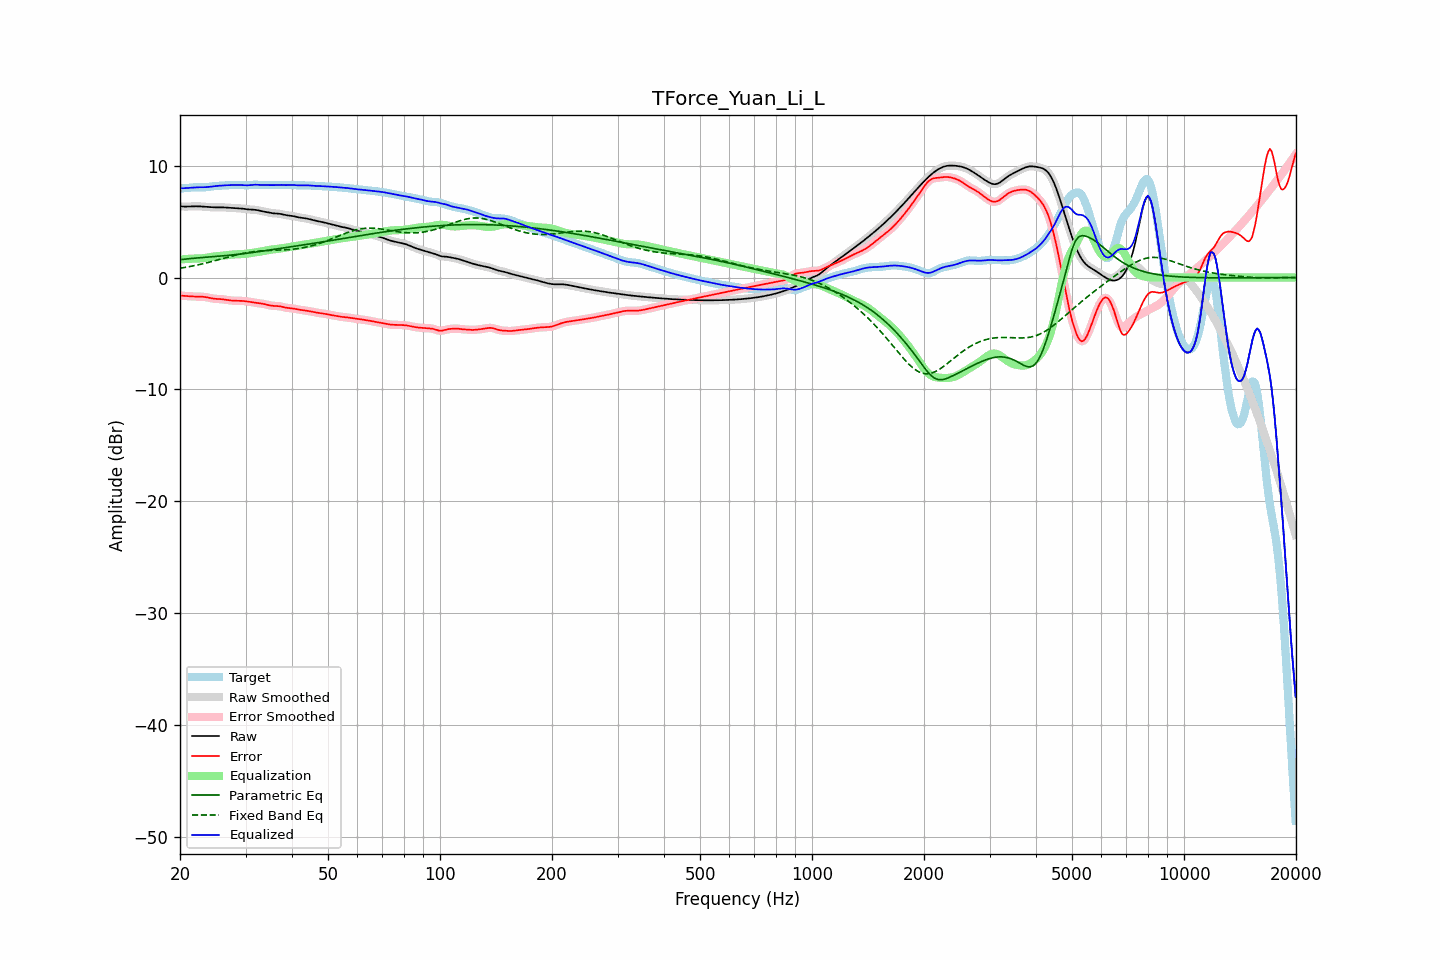 TForce_Yuan_Li_L
Amplitude (dBr)
10
0
−10
−20
−30
−40
−50
Target
Raw Smoothed
Error Smoothed
Raw
Error
Equalization
Parametric Eq
Fixed Band Eq
Equalized
20 50 100 200 500 1000 2000 5000 10000 20000
Frequency (Hz)